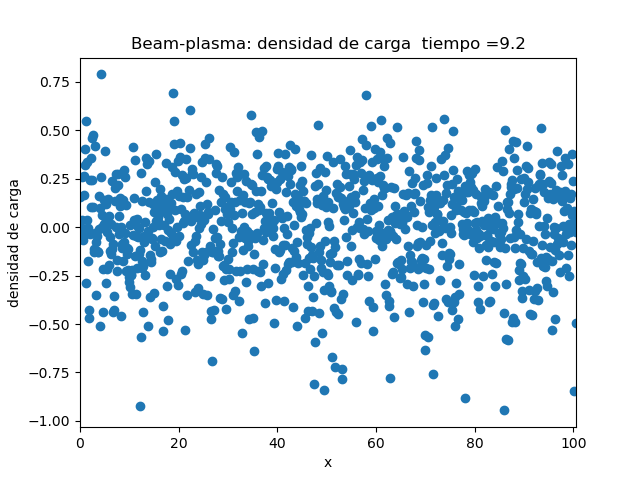 Beam-plasma: densidad de carga  tiempo =9.2
densidad de carga
0.75
0.50
0.25
0.00
−0.25
−0.50
−0.75
−1.00
0 20 40 60 80 100
x